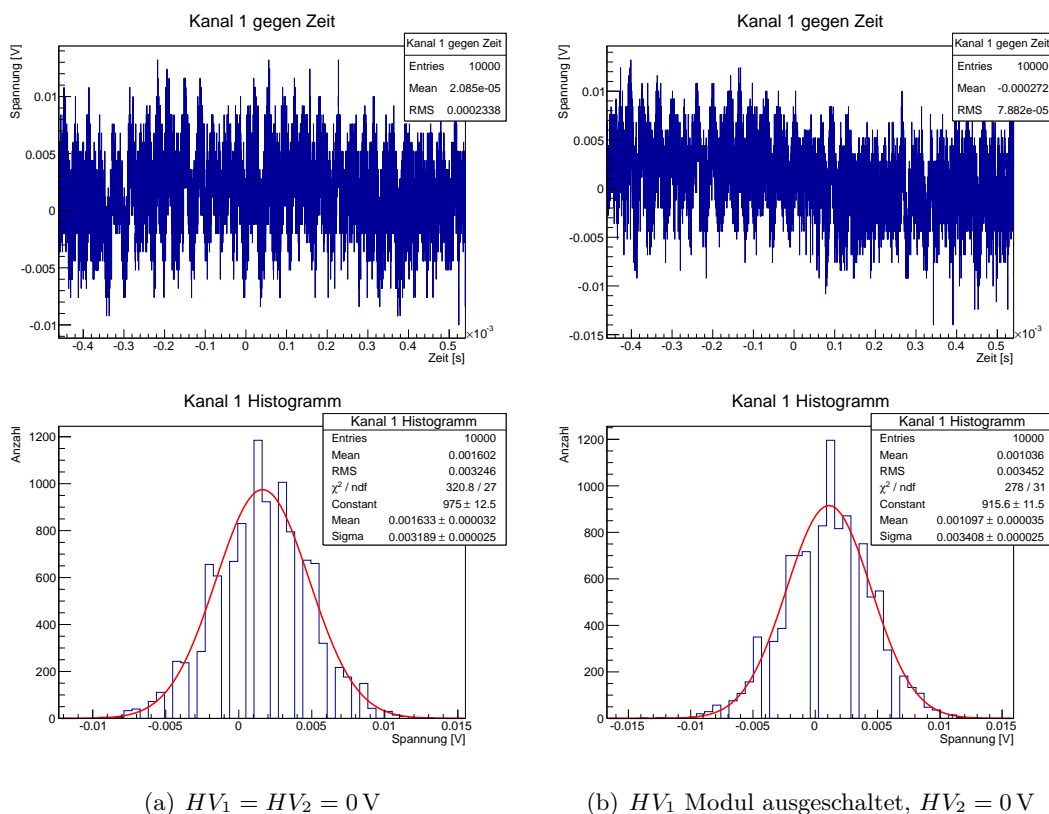 Kanal 1 gegen Zeit
Spannung [V]
Kanal 1 gegen Zeit
Entries 10000
Mean 2.085e-05
RMS 0.0002338
0.01
0.005
0
-0.005
-0.01
-0.4 -0.3 -0.2 -0.1 0 0.1 0.2 0.3 0.4 0.5
×10⁻³
Zeit [s]
Kanal 1 gegen Zeit
Spannung [V]
Kanal 1 gegen Zeit
Entries 10000
Mean -0.000272
RMS 7.882e-05
0.01
0.005
0
-0.005
-0.01
-0.015
-0.4 -0.3 -0.2 -0.1 0 0.1 0.2 0.3 0.4 0.5
×10⁻³
Zeit [s]
Kanal 1 Histogramm
Anzahl
Kanal 1 Histogramm
Entries 10000
Mean 0.001602
RMS 0.003246
χ² / ndf 320.8 / 27
Constant 975 ± 12.5
Mean 0.001633 ± 0.000032
Sigma 0.003189 ± 0.000025
1200
1000
800
600
400
200
0
-0.01 -0.005 0 0.005 0.01 0.015
Spannung [V]
Kanal 1 Histogramm
Anzahl
Kanal 1 Histogramm
Entries 10000
Mean 0.001036
RMS 0.003452
χ² / ndf 278 / 31
Constant 915.6 ± 11.5
Mean 0.001097 ± 0.000035
Sigma 0.003408 ± 0.000025
1200
1000
800
600
400
200
0
-0.015 -0.01 -0.005 0 0.005 0.01 0.015
Spannung [V]
(a) HV₁ = HV₂ = 0 V
(b) HV₁ Modul ausgeschaltet, HV₂ = 0 V